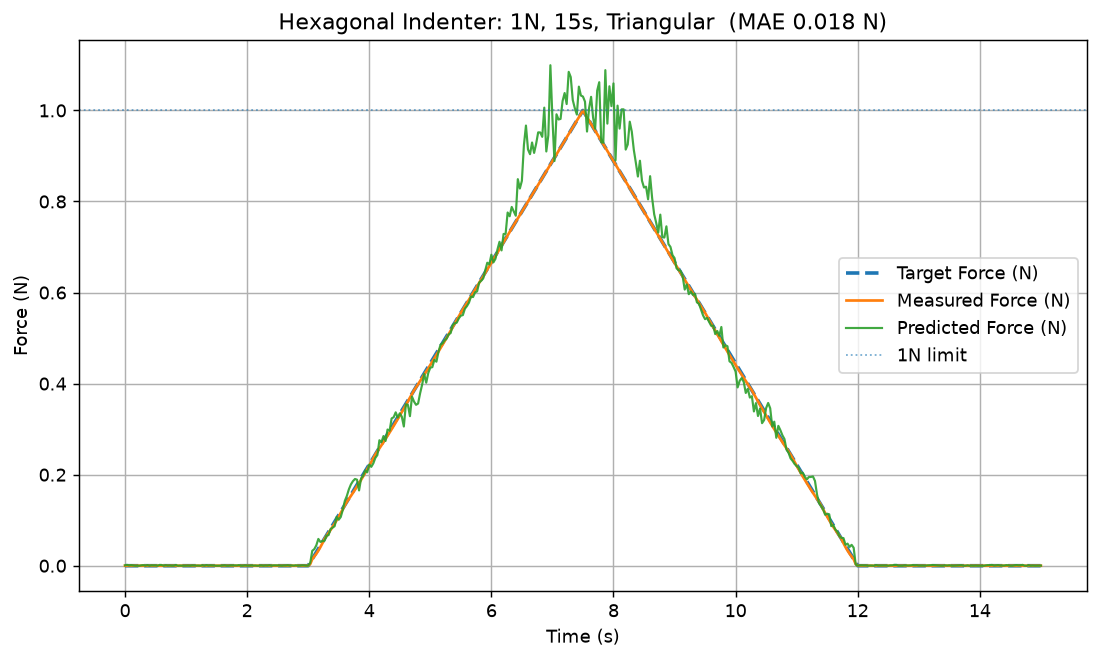 Hexagonal Indenter: 1N, 15s, Triangular  (MAE 0.018 N)
Force (N)
1.0
0.8
0.6
0.4
0.2
0.0
Target Force (N)
Measured Force (N)
Predicted Force (N)
1N limit
0 2 4 6 8 10 12 14
Time (s)